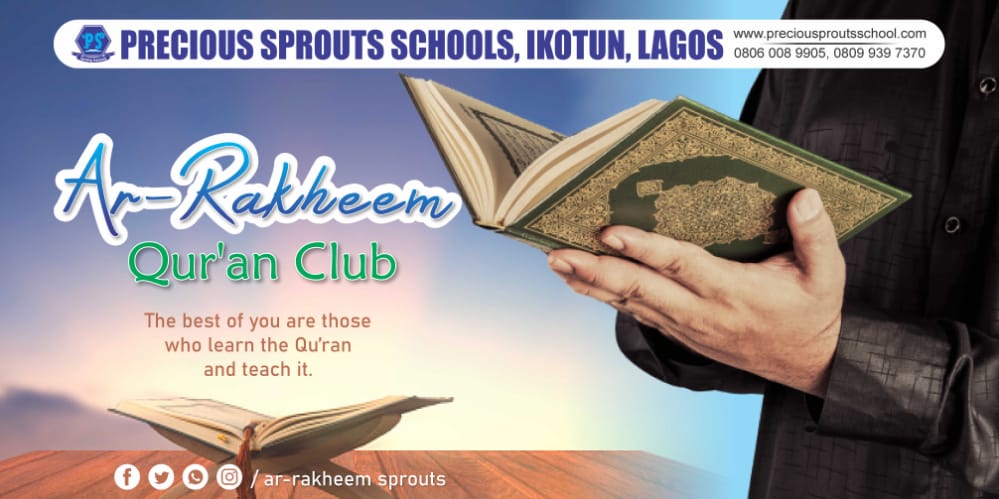 PS
PRECIOUS SPROUTS SCHOOLS, IKOTUN, LAGOS
www.precioussproutsschool.com
0806 008 9905, 0809 939 7370
Ar-Rakheem
Qur'an Club
The best of you are those
who learn the Qu'ran
and teach it.
/ ar-rakheem sprouts